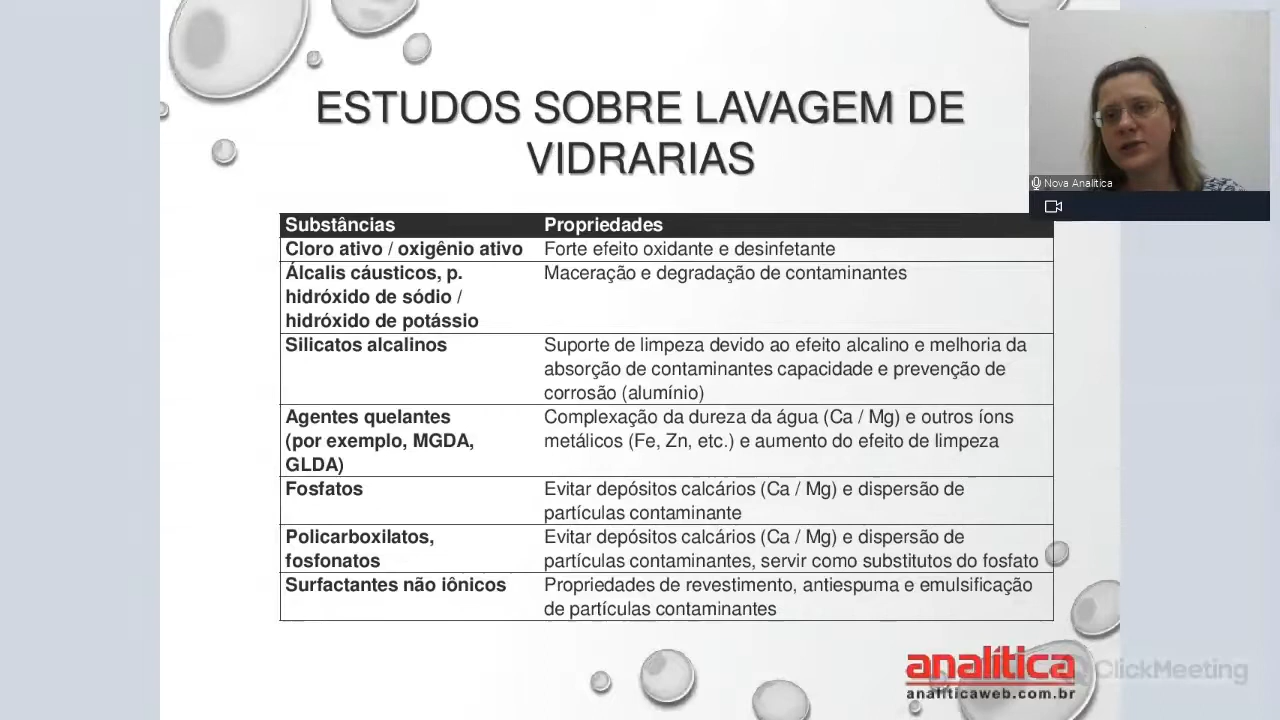 ESTUDOS SOBRE LAVAGEM DE
VIDRARIAS
Nova Analitica
Substâncias Propriedades
Cloro ativo / oxigênio ativo Forte efeito oxidante e desinfetante
Álcalis cáusticos, p. Maceração e degradação de contaminantes
hidróxido de sódio /
hidróxido de potássio
Silicatos alcalinos Suporte de limpeza devido ao efeito alcalino e melhoria da
absorção de contaminantes capacidade e prevenção de
corrosão (alumínio)
Agentes quelantes Complexação da dureza da água (Ca / Mg) e outros íons
(por exemplo, MGDA, metálicos (Fe, Zn, etc.) e aumento do efeito de limpeza
GLDA)
Fosfatos Evitar depósitos calcários (Ca / Mg) e dispersão de
partículas contaminante
Policarboxilatos, Evitar depósitos calcários (Ca / Mg) e dispersão de
fosfonatos partículas contaminantes, servir como substitutos do fosfato
Surfactantes não iônicos Propriedades de revestimento, antiespuma e emulsificação
de partículas contaminantes
analítica
analiticaweb.com.br
ClickMeeting